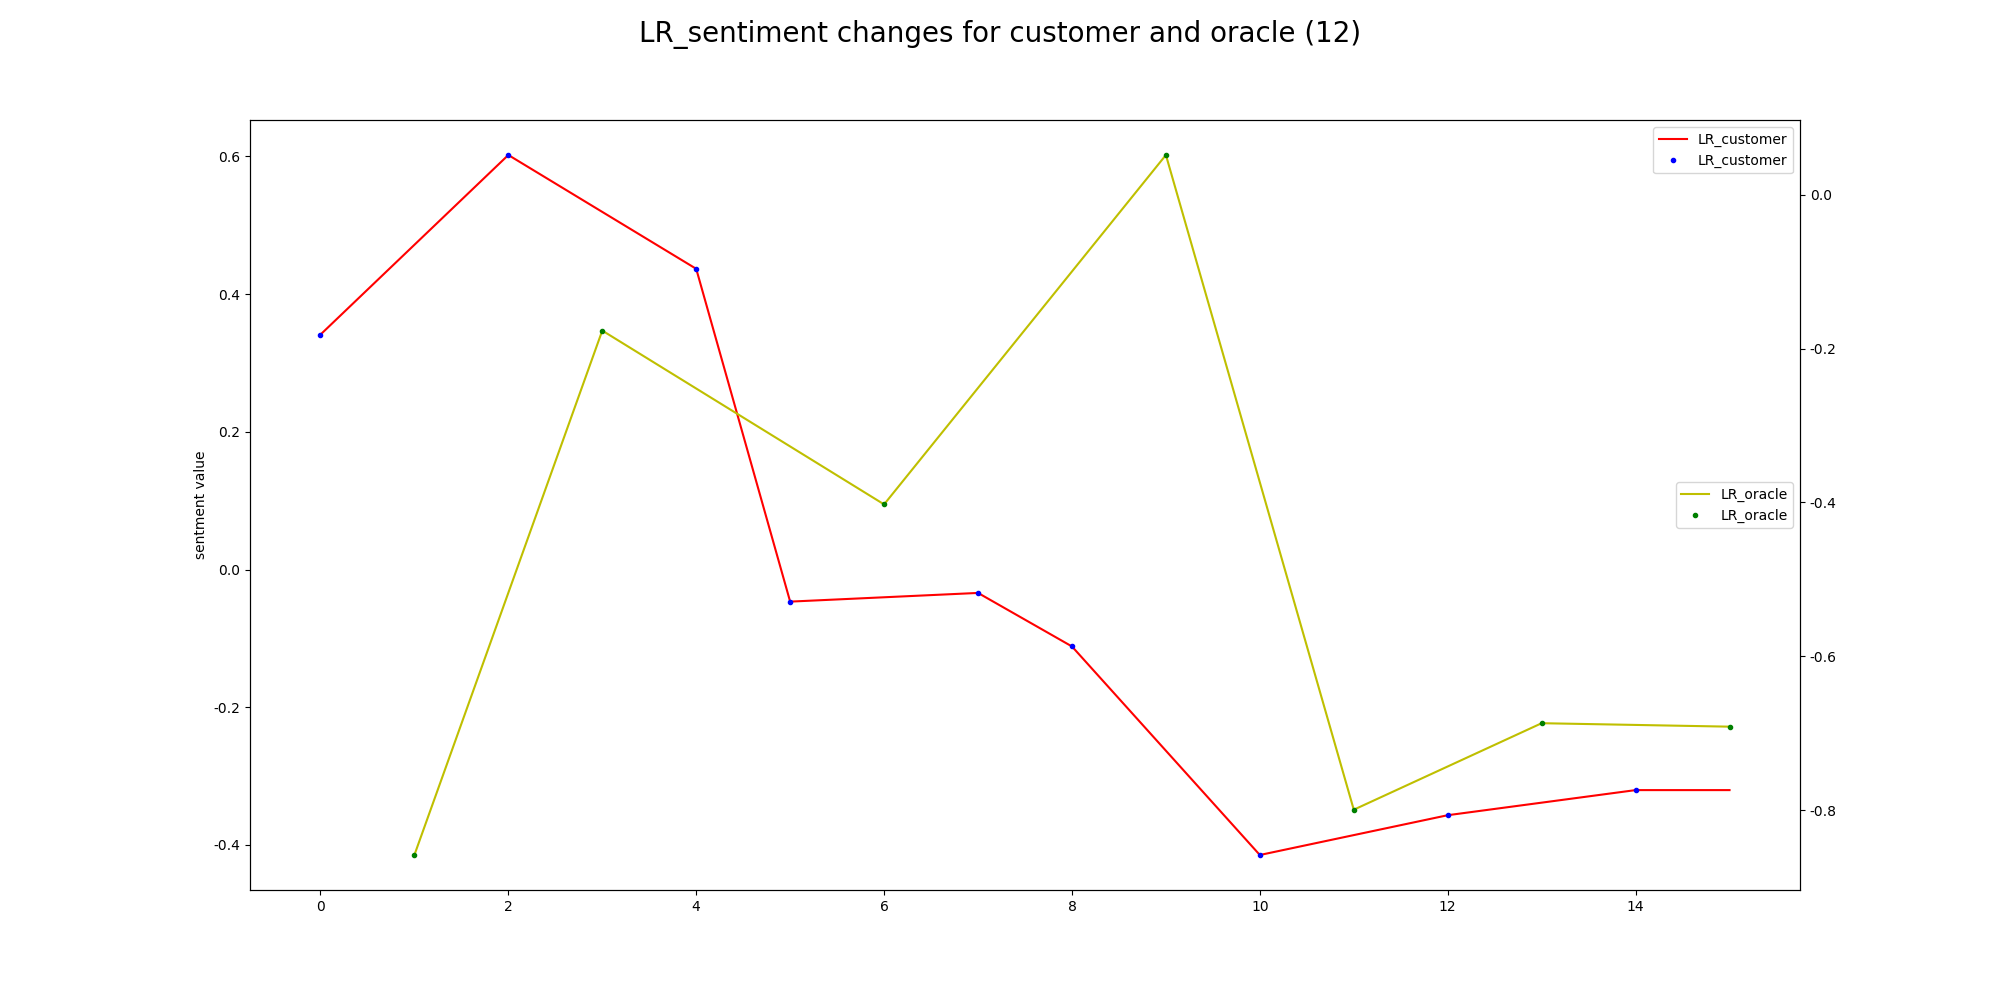 LR_sentiment changes for customer and oracle (12)
LR_customer
LR_customer
0.6
0.4
0.2
0.0
-0.2
-0.4
sentment value
0.0
-0.2
-0.4
-0.6
-0.8
LR_oracle
LR_oracle
0 2 4 6 8 10 12 14